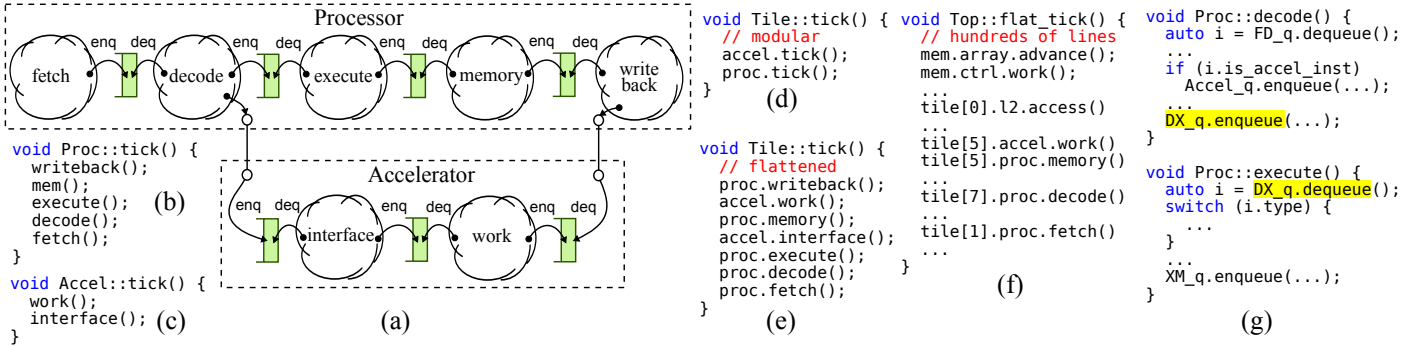 Processor
enq deq enq deq enq deq enq deq
fetch decode execute memory write
back
Accelerator
enq deq enq deq
interface work
(a)
void Proc::tick() {
writeback();
mem();
execute();
decode();
fetch();
}
(b)
void Accel::tick() {
work();
interface();
}
(c)
void Tile::tick() {
// modular
accel.tick();
proc.tick();
}
(d)
void Tile::tick() {
// flattened
proc.writeback();
accel.work();
proc.memory();
accel.interface();
proc.execute();
proc.decode();
proc.fetch();
}
(e)
void Top::flat_tick() {
// hundreds of lines
mem.array.advance();
mem.ctrl.work();
...
tile[0].l2.access()
...
tile[5].accel.work()
tile[5].proc.memory()
...
tile[7].proc.decode()
...
tile[1].proc.fetch()
...
}
(f)
void Proc::decode() {
auto i = FD_q.dequeue();
...
if (i.is_accel_inst)
Accel_q.enqueue(...);
...
DX_q.enqueue(...);
}
void Proc::execute() {
auto i = DX_q.dequeue();
switch (i.type) {
...
}
...
XM_q.enqueue(...);
}
(g)